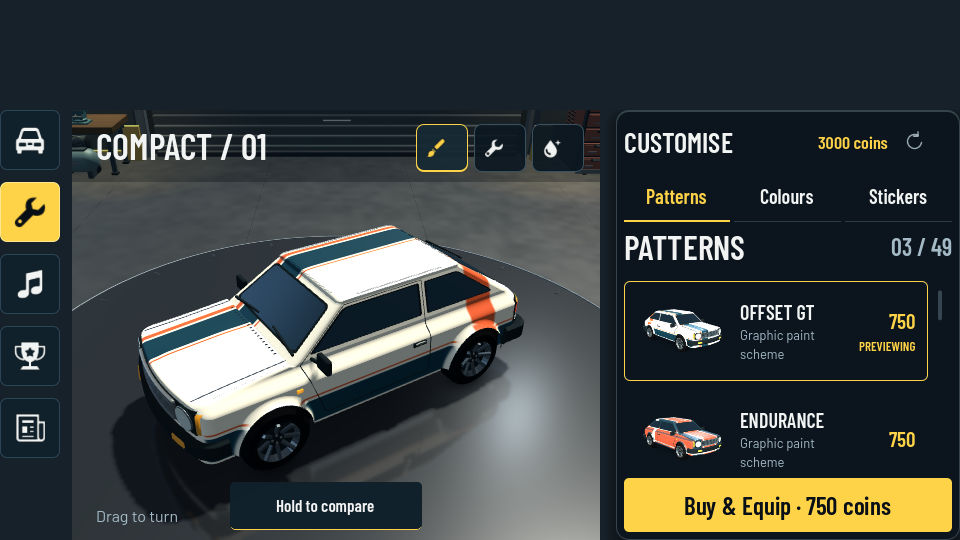 COMPACT / 01
CUSTOMISE
3000 coins
Patterns
Colours
Stickers
PATTERNS
03 / 49
OFFSET GT
Graphic paint
scheme
750
PREVIEWING
ENDURANCE
Graphic paint
scheme
750
Drag to turn
Hold to compare
Buy & Equip · 750 coins